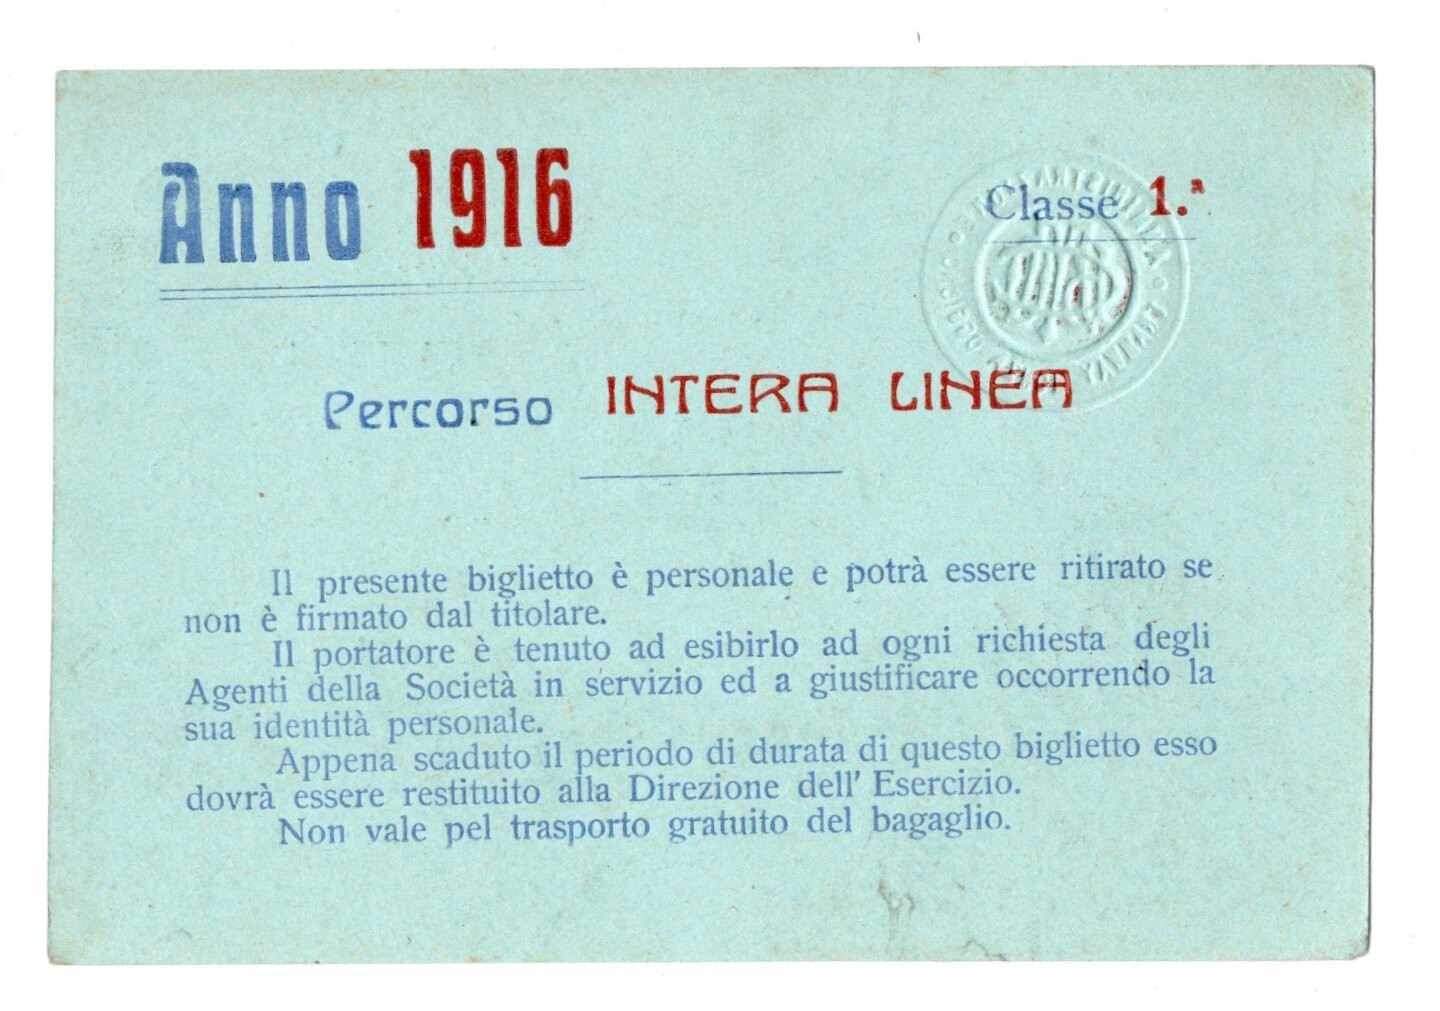 Anno 1916
Classe 1.ª
Percorso INTERA LINEA
Il presente biglietto è personale e potrà essere ritirato se
non è firmato dal titolare.
Il portatore è tenuto ad esibirlo ad ogni richiesta degli
Agenti della Società in servizio ed a giustificare occorrendo la
sua identità personale.
Appena scaduto il periodo di durata di questo biglietto esso
dovrà essere restituito alla Direzione dell' Esercizio.
Non vale pel trasporto gratuito del bagaglio.